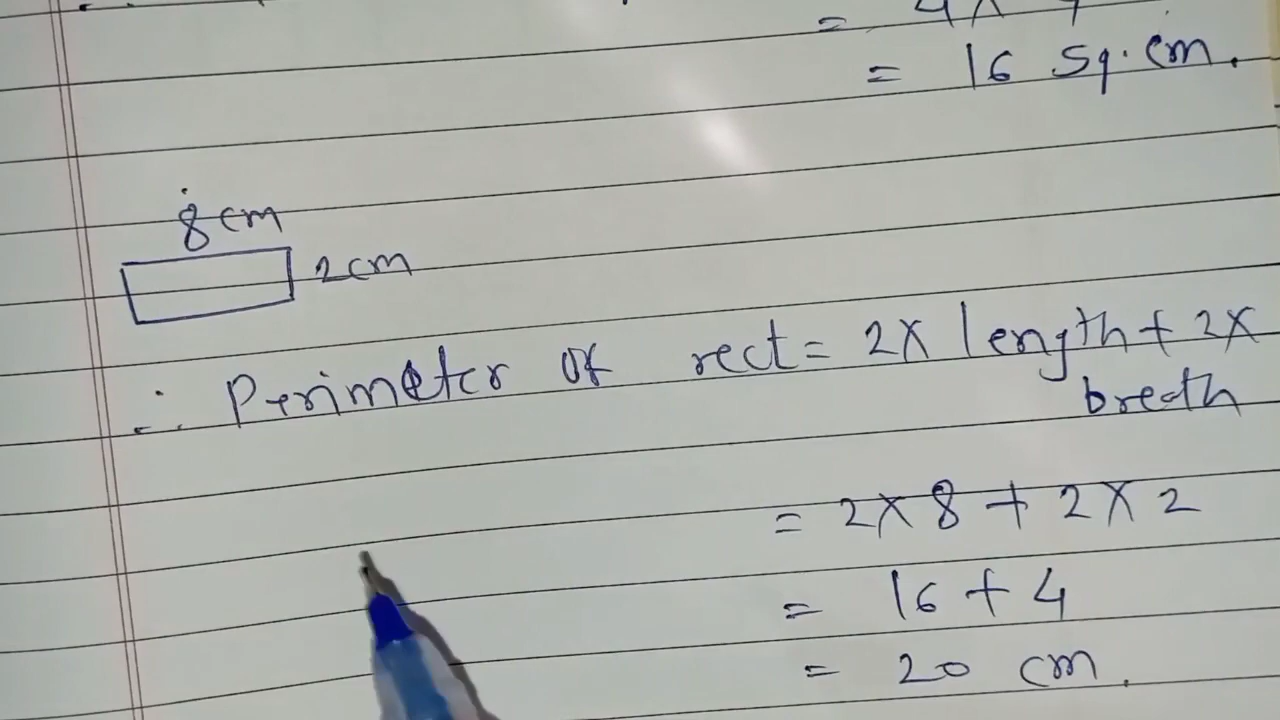 = 4 X
= 16 Sq. cm.
8 cm
2 cm
∴ Perimeter of rect = 2 X length + 2 X
breath
= 2 X 8 + 2 X 2
= 16 + 4
= 20 cm.